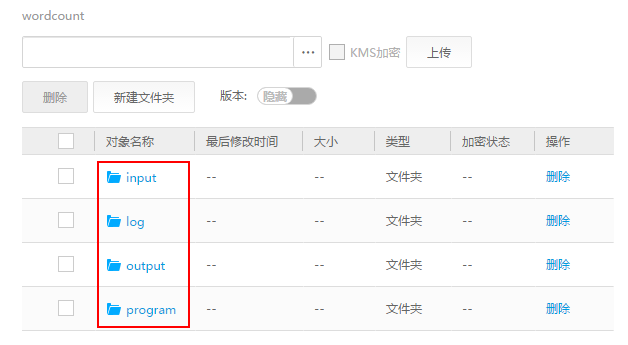 wordcount
... KMS加密 上传
删除 新建文件夹 版本: 隐藏
对象名称 最后修改时间 大小 类型 加密状态 操作
input -- -- 文件夹 -- 删除
log -- -- 文件夹 -- 删除
output -- -- 文件夹 -- 删除
program -- -- 文件夹 -- 删除